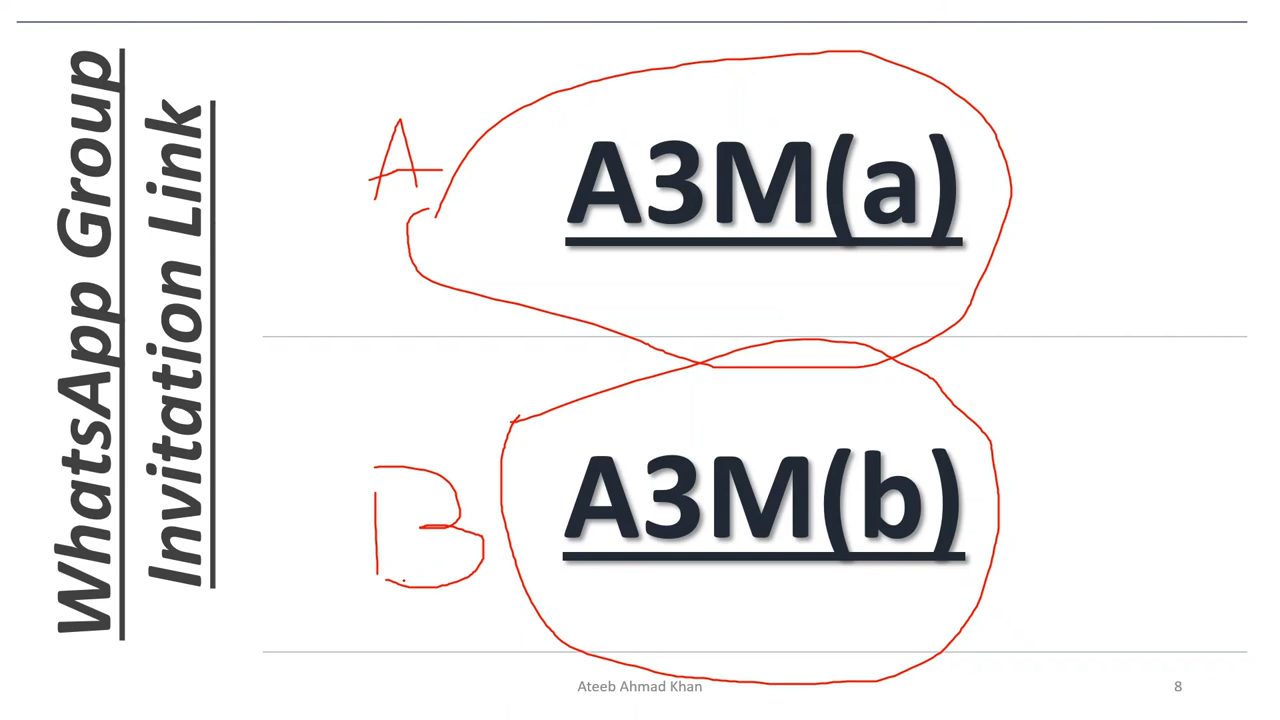 WhatsApp Group
Invitation Link
A
A3M(a)
B
A3M(b)
Ateeb Ahmad Khan
8